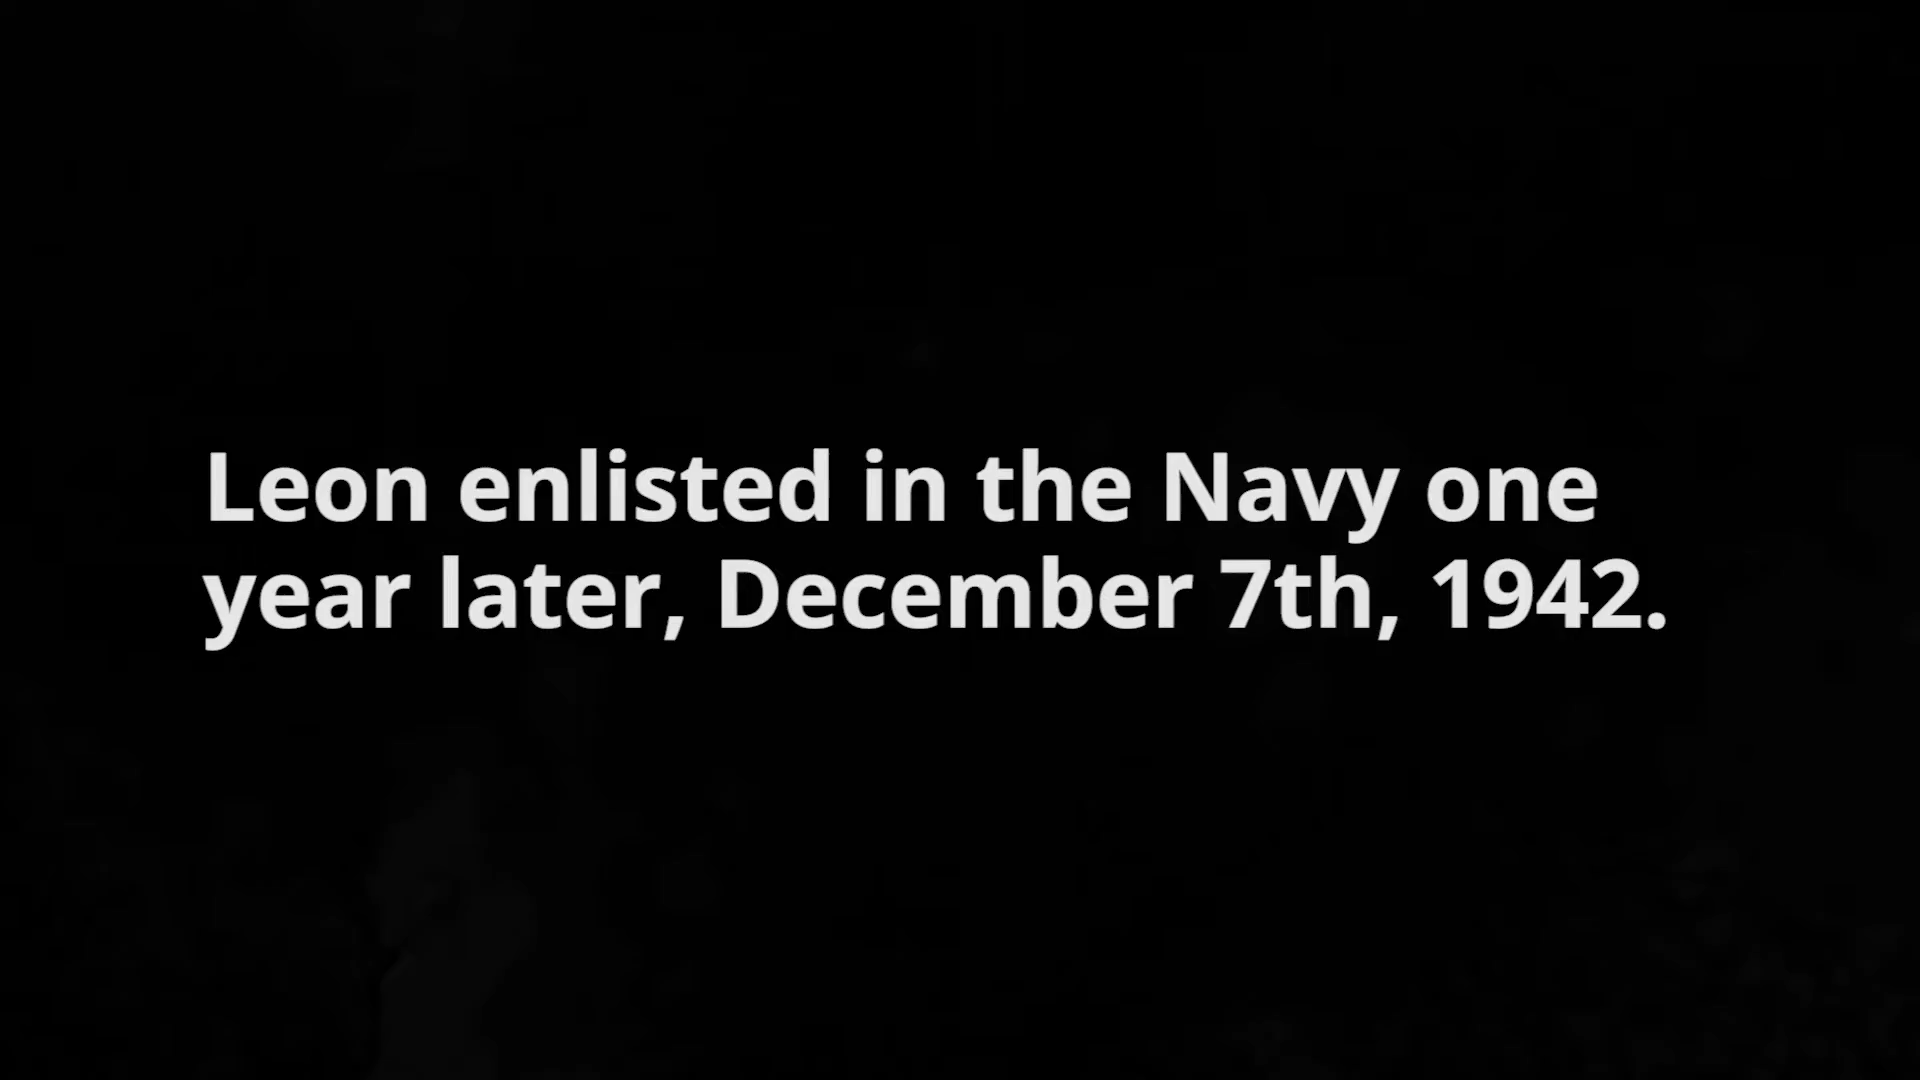 Leon enlisted in the Navy one
year later, December 7th, 1942.